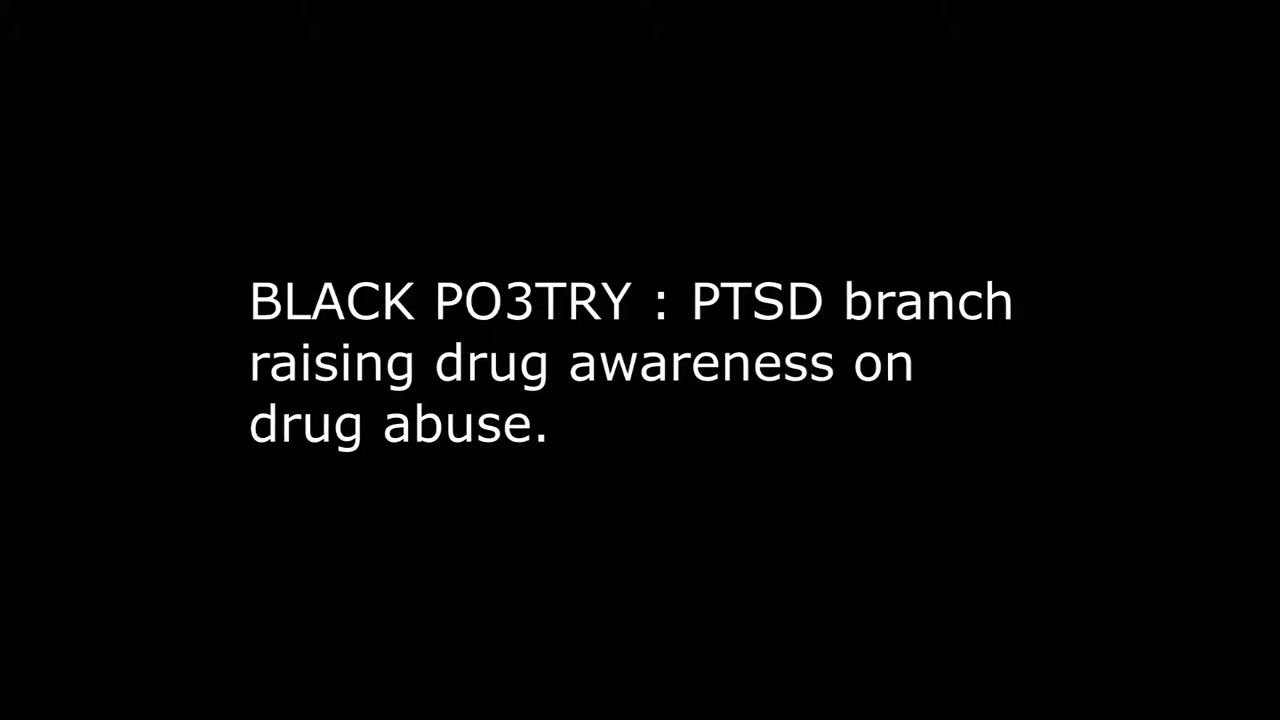 BLACK PO3TRY : PTSD branch
raising drug awareness on
drug abuse.